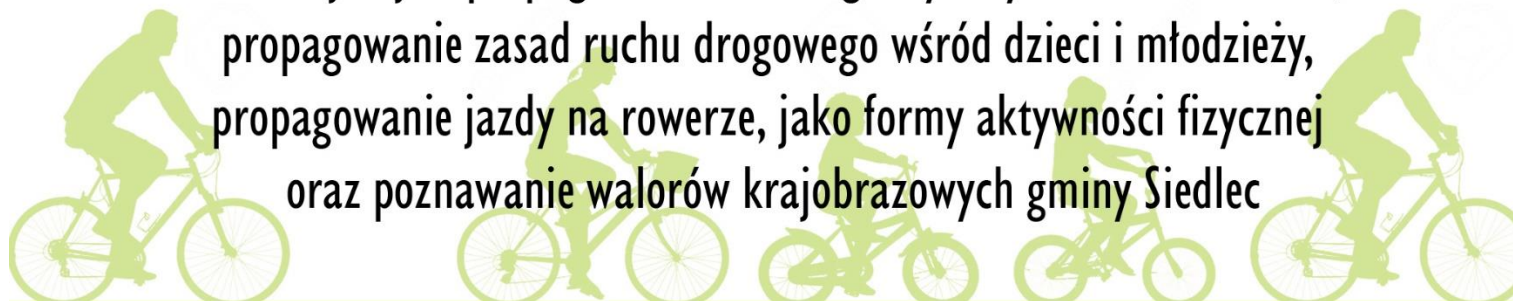 propagowanie zasad ruchu drogowego wśród dzieci i młodzieży,
propagowanie jazdy na rowerze, jako formy aktywności fizycznej
oraz poznawanie walorów krajobrazowych gminy Siedlec